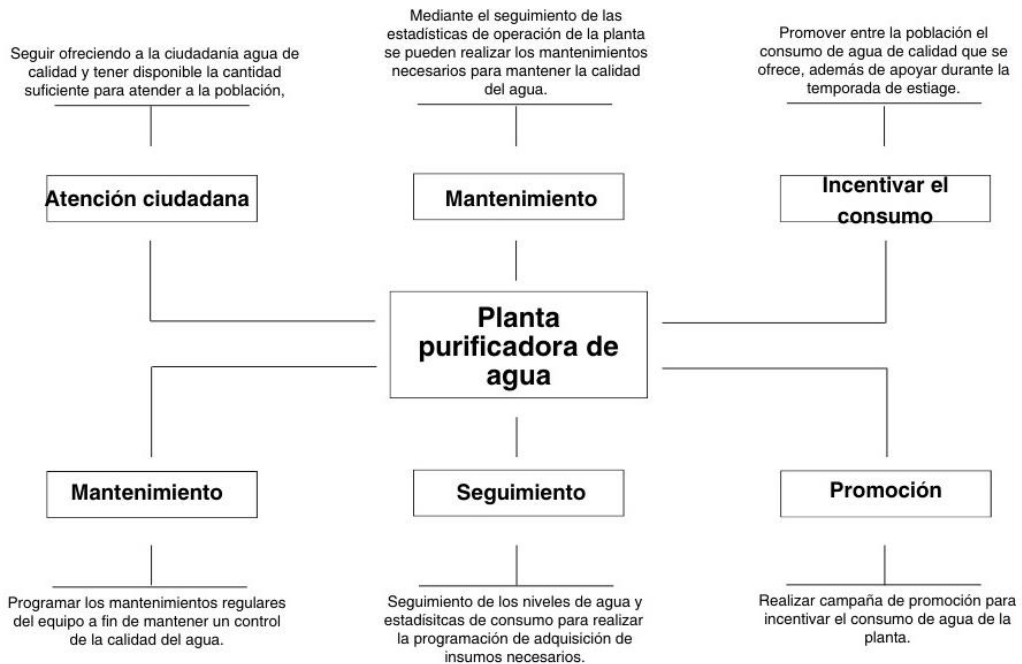 Seguir ofreciendo a la ciudadanía agua de
calidad y tener disponible la cantidad
suficiente para atender a la población,
Mediante el seguimiento de las
estadísticas de operación de la planta
se pueden realizar los mantenimientos
necesarios para mantener la calidad
del agua.
Promover entre la población el
consumo de agua de calidad que se
ofrece, además de apoyar durante la
temporada de estiage.
Atención ciudadana
Mantenimiento
Incentivar el
consumo
Planta
purificadora de
agua
Mantenimiento
Seguimiento
Promoción
Programar los mantenimientos regulares
del equipo a fin de mantener un control
de la calidad del agua.
Seguimiento de los niveles de agua y
estadísitcas de consumo para realizar
la programación de adquisición de
insumos necesarios.
Realizar campaña de promoción para
incentivar el consumo de agua de la
planta.